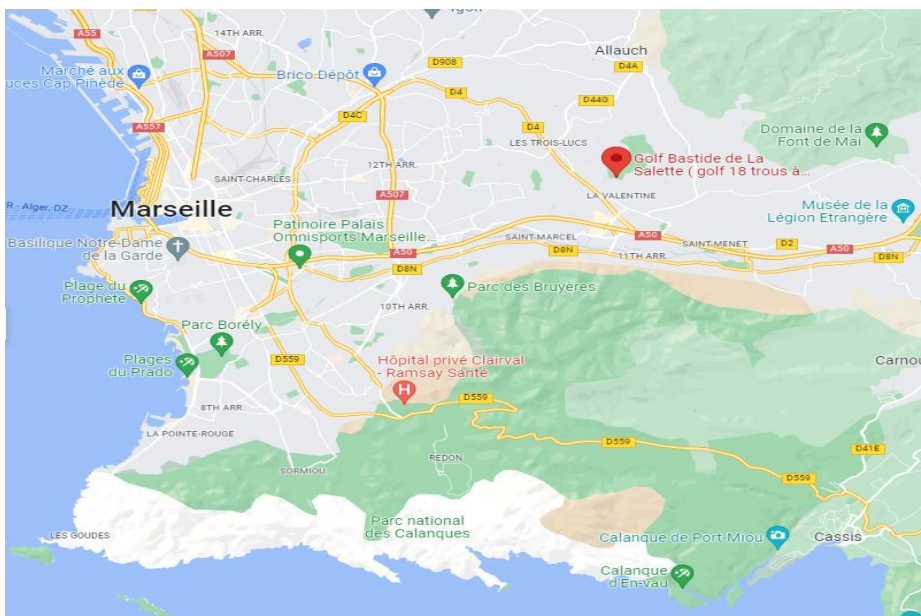 A55
14TH ARR.
A507
Allauch
D908
D4A
Marché aux
uces Cap Pinède
Brico Dépôt
D4
D44G
D4C
A557
D4
LES TROIS-LUCS
Domaine de la
Font de Mai
12TH ARR.
Golf Bastide de La
Salette ( golf 18 trous à...
SAINT-CHARLES
A507
LA VALENTINE
Marseille
R - Alger, DZ
Musée de la
Légion Etrangère
Patinoire Palais
Omnisports Marseille...
SAINT-MARCEL
A50
SAINT-MENET
D2
A50
Basilique Notre-Dame
de la Garde
A50
D8N
11TH ARR.
D8N
D8N
Plage du
Prophète
Parc des Bruyères
10TH ARR.
Parc Borély
Plages
du Prado
D559
Hôpital privé Clairval
- Ramsay Santé
Carnou
D559
8TH ARR.
LA POINTE-ROUGE
D559
D41E
REDON
SORMIOU
D559
Parc national
des Calanques
LES GOUDES
Calanque de Port-Miou
Cassis
Calanque
d'En-vau